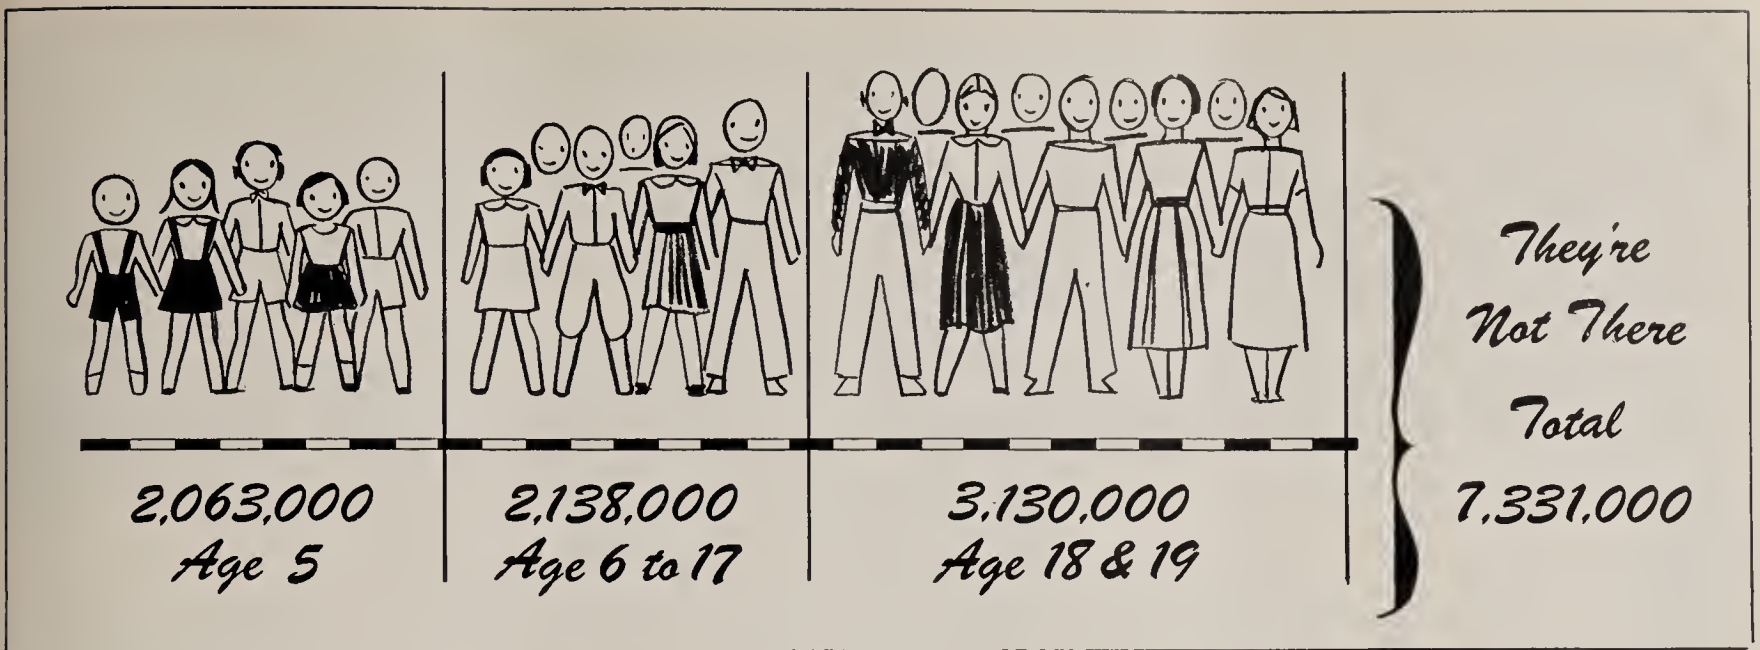 2,063,000
Age 5
2,138,000
Age 6 to 17
3,130,000
Age 18 & 19
They're
Not There
Total
7,331,000